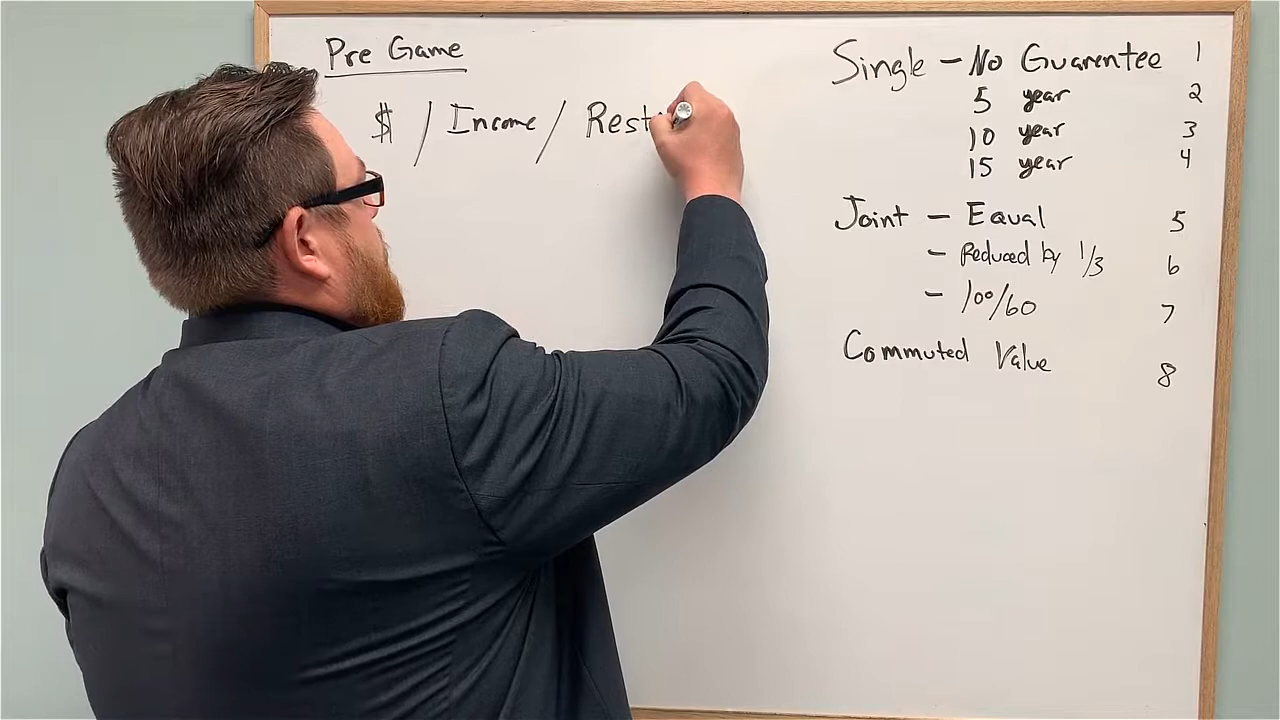 Pre Game
$ / Income / Rest
Single - No Guarentee 1
5 year 2
10 year 3
15 year 4
Joint - Equal 5
- Reduced by 1/3 6
- 100/60 7
Commuted Value 8